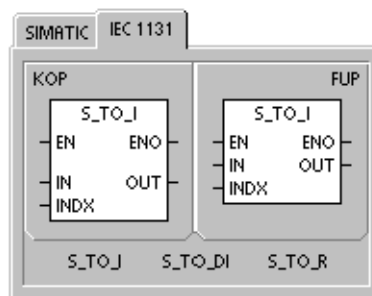 SIMATIC IEC 1131
KOP FUP
S_TO_I S_TO_I
EN ENO EN ENO
IN OUT IN OUT
INDX INDX
S_TO_I S_TO_DI S_TO_R